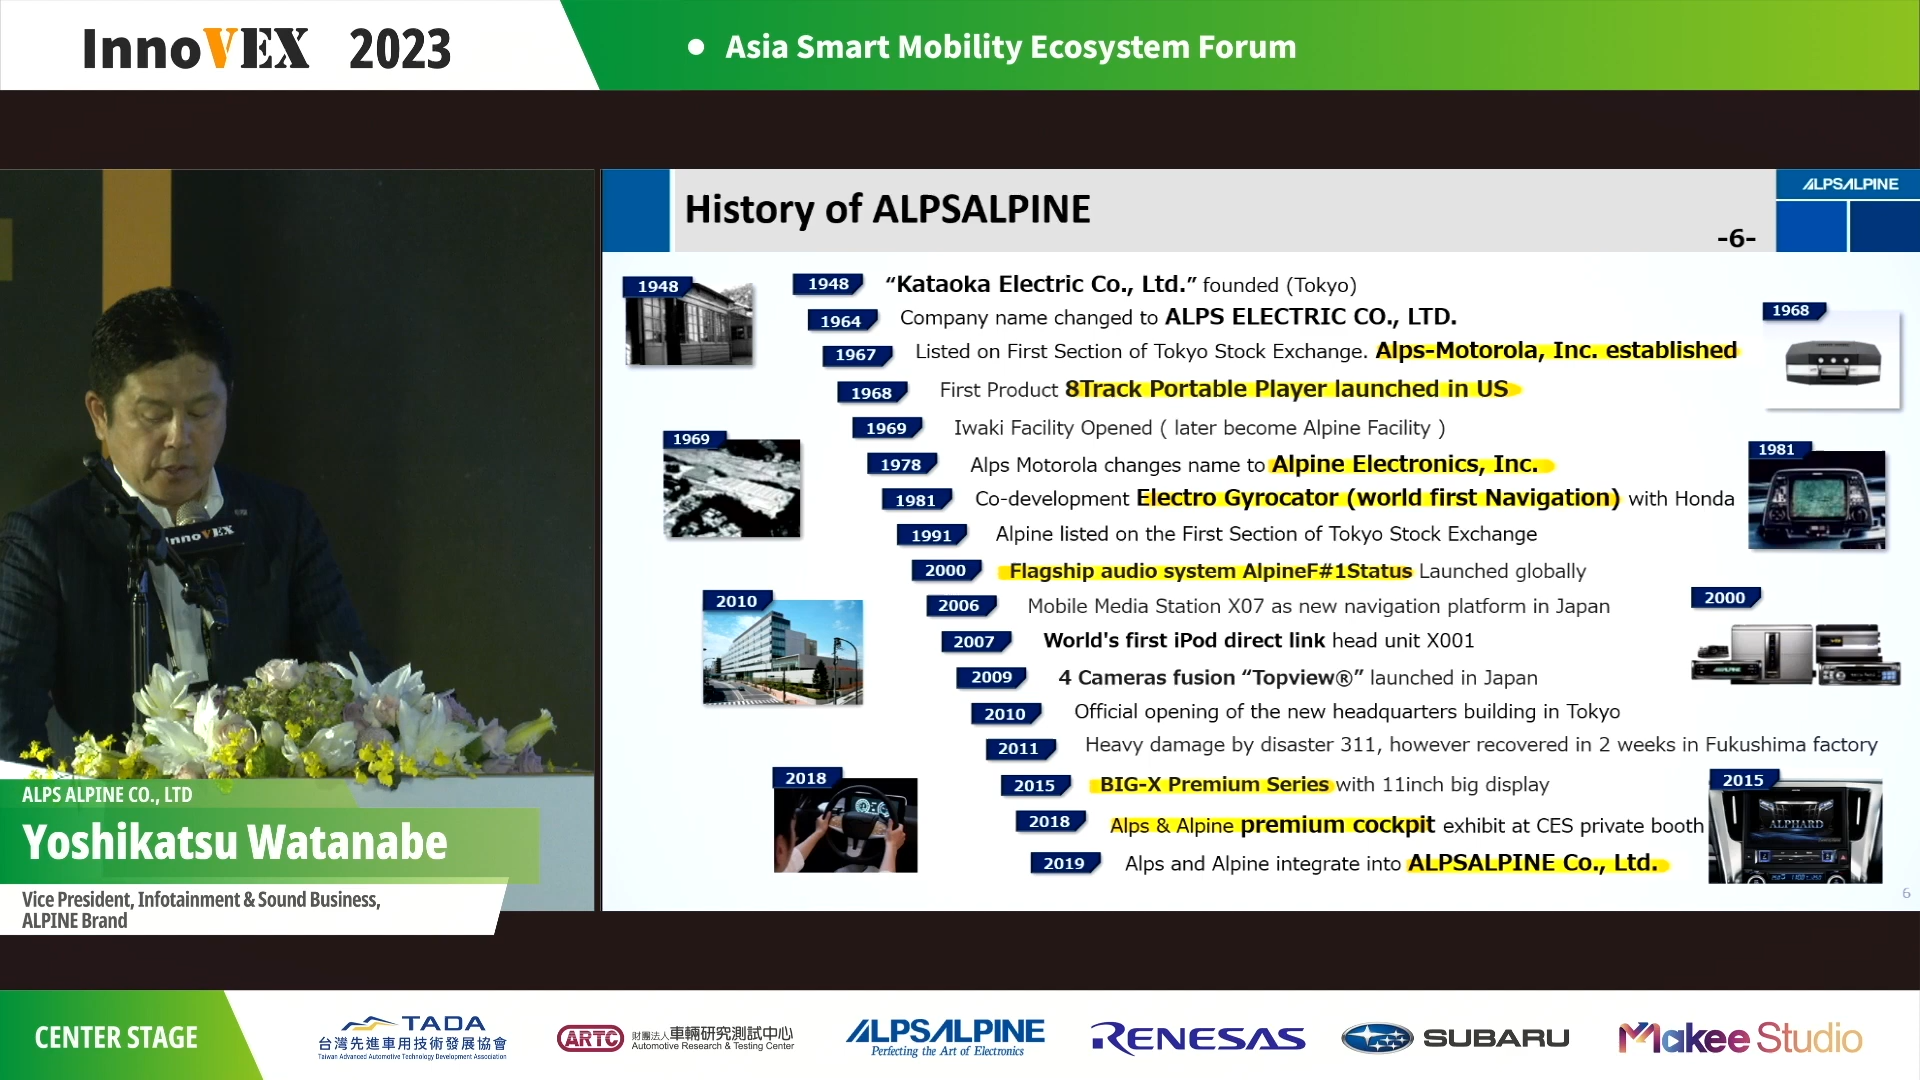 InnoVEX 2023
● Asia Smart Mobility Ecosystem Forum
History of ALPSALPINE
-6-
ALPSALPINE
1948
1948 “Kataoka Electric Co., Ltd.” founded (Tokyo)
1964 Company name changed to ALPS ELECTRIC CO., LTD.
1967 Listed on First Section of Tokyo Stock Exchange. Alps-Motorola, Inc. established
1968
1968 First Product 8Track Portable Player launched in US
1969 Iwaki Facility Opened ( later become Alpine Facility )
1969
1978 Alps Motorola changes name to Alpine Electronics, Inc.
1981
1981 Co-development Electro Gyrocator (world first Navigation) with Honda
1991 Alpine listed on the First Section of Tokyo Stock Exchange
2000 Flagship audio system AlpineF#1Status Launched globally
2010
2006 Mobile Media Station X07 as new navigation platform in Japan
2000
2007 World's first iPod direct link head unit X001
2009 4 Cameras fusion “Topview®” launched in Japan
2010 Official opening of the new headquarters building in Tokyo
2011 Heavy damage by disaster 311, however recovered in 2 weeks in Fukushima factory
2018
2015 BIG-X Premium Series with 11inch big display
2015
ALPHARD
2018 Alps & Alpine premium cockpit exhibit at CES private booth
2019 Alps and Alpine integrate into ALPSALPINE Co., Ltd.
6
InnoVEX
ALPS ALPINE CO., LTD
Yoshikatsu Watanabe
Vice President, Infotainment & Sound Business,
ALPINE Brand
CENTER STAGE
TADA
台灣先進車用技術發展協會
Taiwan Advanced Automotive Technology Development Association
ARTC 財團法人車輛研究測試中心
Automotive Research & Testing Center
ALPSALPINE
Perfecting the Art of Electronics
RENESAS
SUBARU
Makee Studio